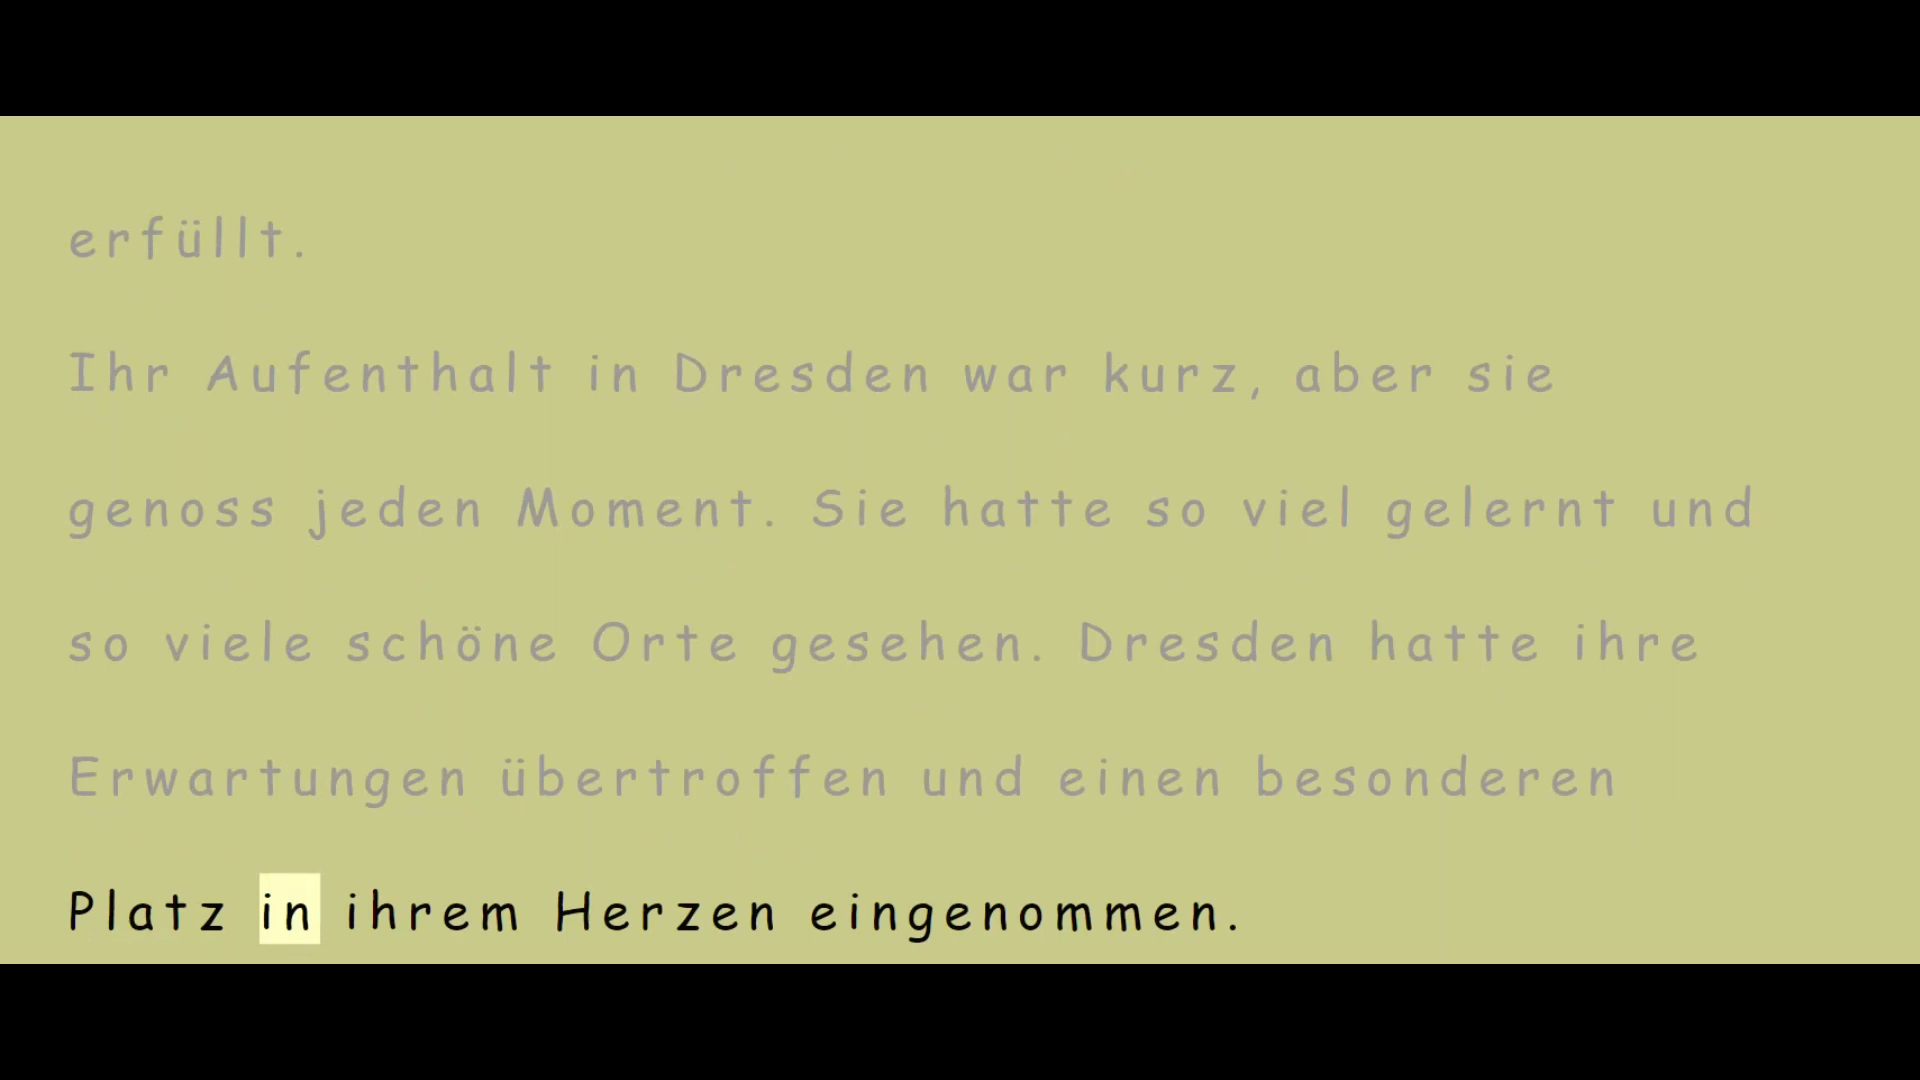 erfüllt.
Ihr Aufenthalt in Dresden war kurz, aber sie
genoss jeden Moment. Sie hatte so viel gelernt und
so viele schöne Orte gesehen. Dresden hatte ihre
Erwartungen übertroffen und einen besonderen
Platz in ihrem Herzen eingenommen.